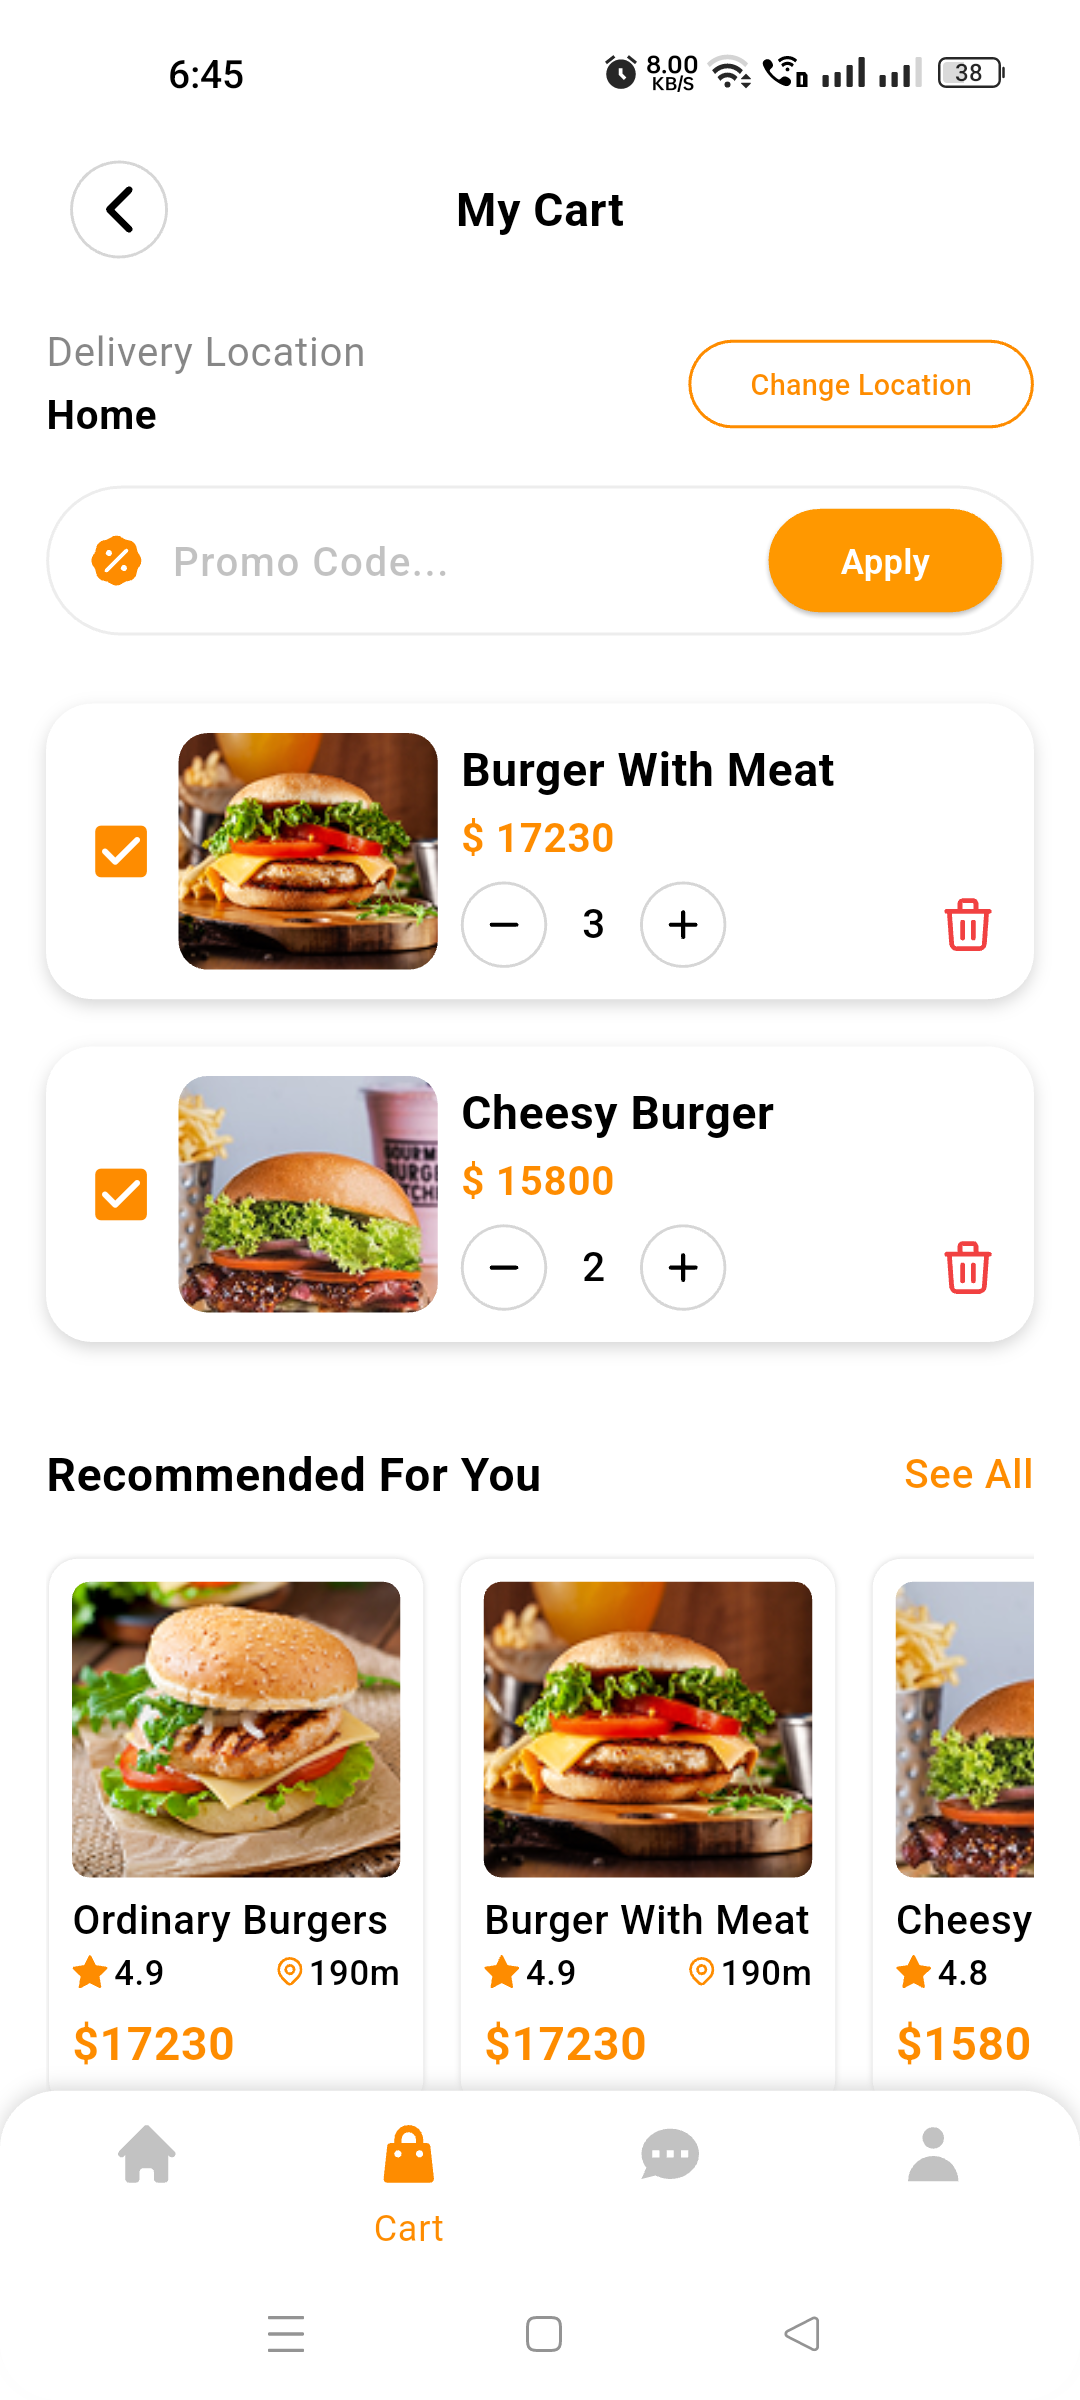 6:45
8.00
KB/S
38
My Cart
Delivery Location
Home
Change Location
Promo Code...
Apply
Burger With Meat
$ 17230
3
Cheesy Burger
$ 15800
2
Recommended For You
See All
Ordinary Burgers
4.9
190m
$17230
Burger With Meat
4.9
190m
$17230
Cheesy
4.8
$1580
Cart